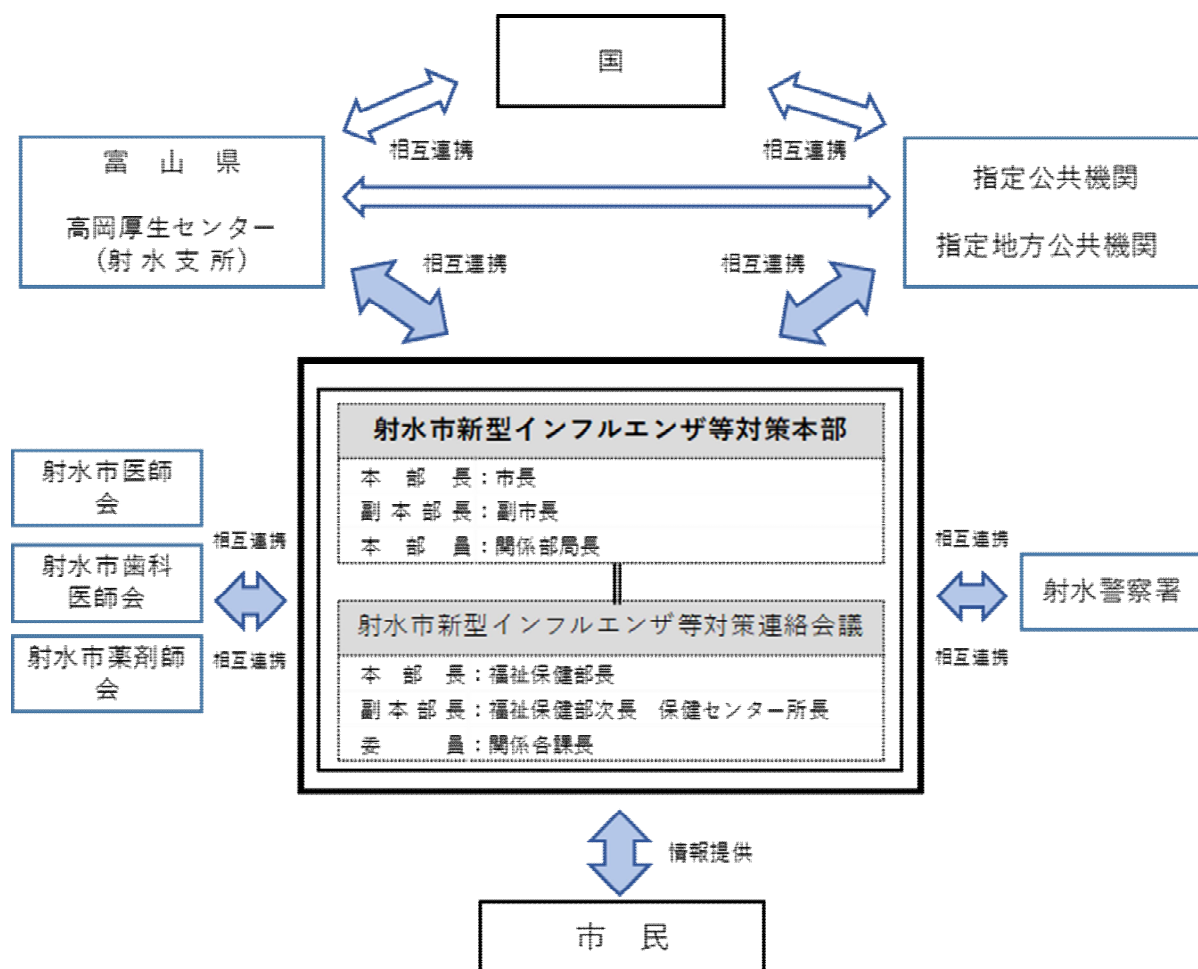 国
相互連携
相互連携
富山県
高岡厚生センター
(射水支所)
指定公共機関
指定地方公共機関
相互連携
相互連携
射水市新型インフルエンザ等対策本部
本部長：市長
副本部長：副市長
本部員：関係部局長
射水市新型インフルエンザ等対策連絡会議
本部長：福祉保健部長
副本部長：福祉保健部次長　保健センター所長
委員：関係各課長
射水市医師
会
射水市歯科
医師会
射水市薬剤師
会
相互連携
相互連携
相互連携
相互連携
射水警察署
情報提供
市民